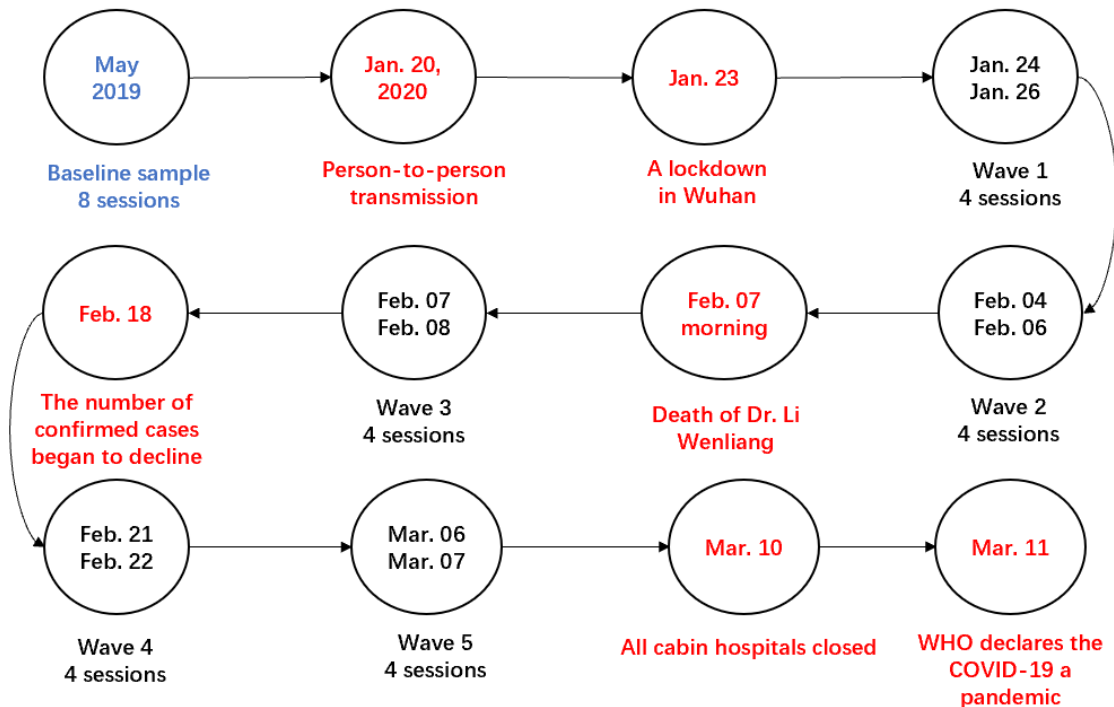 May
2019
Baseline sample
8 sessions
Jan. 20,
2020
Person-to-person
transmission
Jan. 23
A lockdown
in Wuhan
Jan. 24
Jan. 26
Wave 1
4 sessions
Feb. 04
Feb. 06
Wave 2
4 sessions
Feb. 07
morning
Death of Dr. Li
Wenliang
Feb. 07
Feb. 08
Wave 3
4 sessions
Feb. 18
The number of
confirmed cases
began to decline
Feb. 21
Feb. 22
Wave 4
4 sessions
Mar. 06
Mar. 07
Wave 5
4 sessions
Mar. 10
All cabin hospitals closed
Mar. 11
WHO declares the
COVID-19 a
pandemic